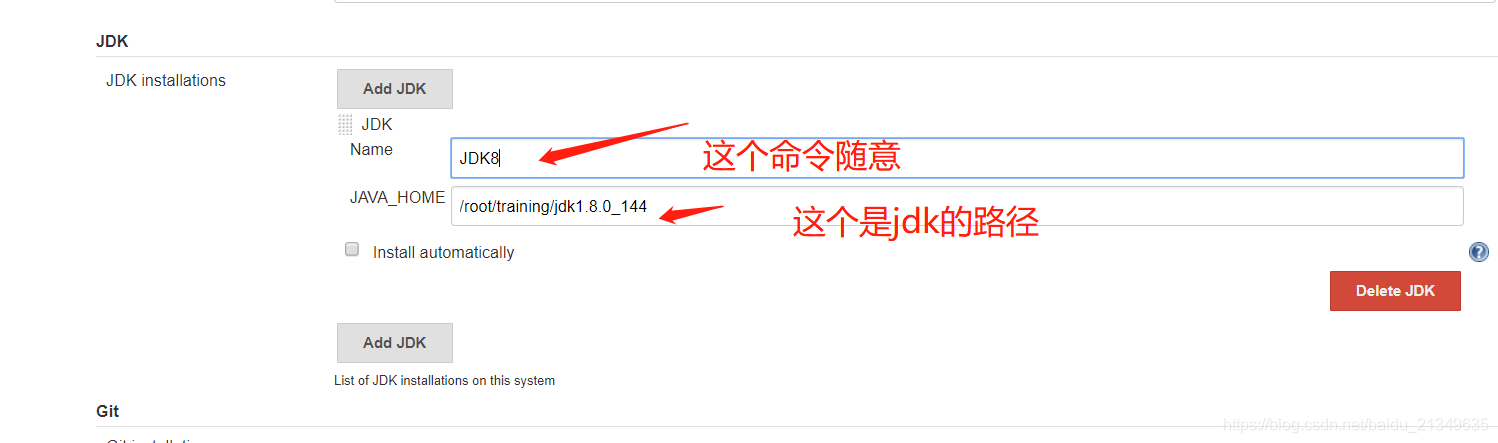 JDK
JDK installations
Add JDK
JDK
Name
JDK8
这个命令随意
JAVA_HOME
/root/training/jdk1.8.0_144
这个是jdk的路径
Install automatically
Delete JDK
Add JDK
List of JDK installations on this system
Git
https://blog.csdn.net/baidu_21349635